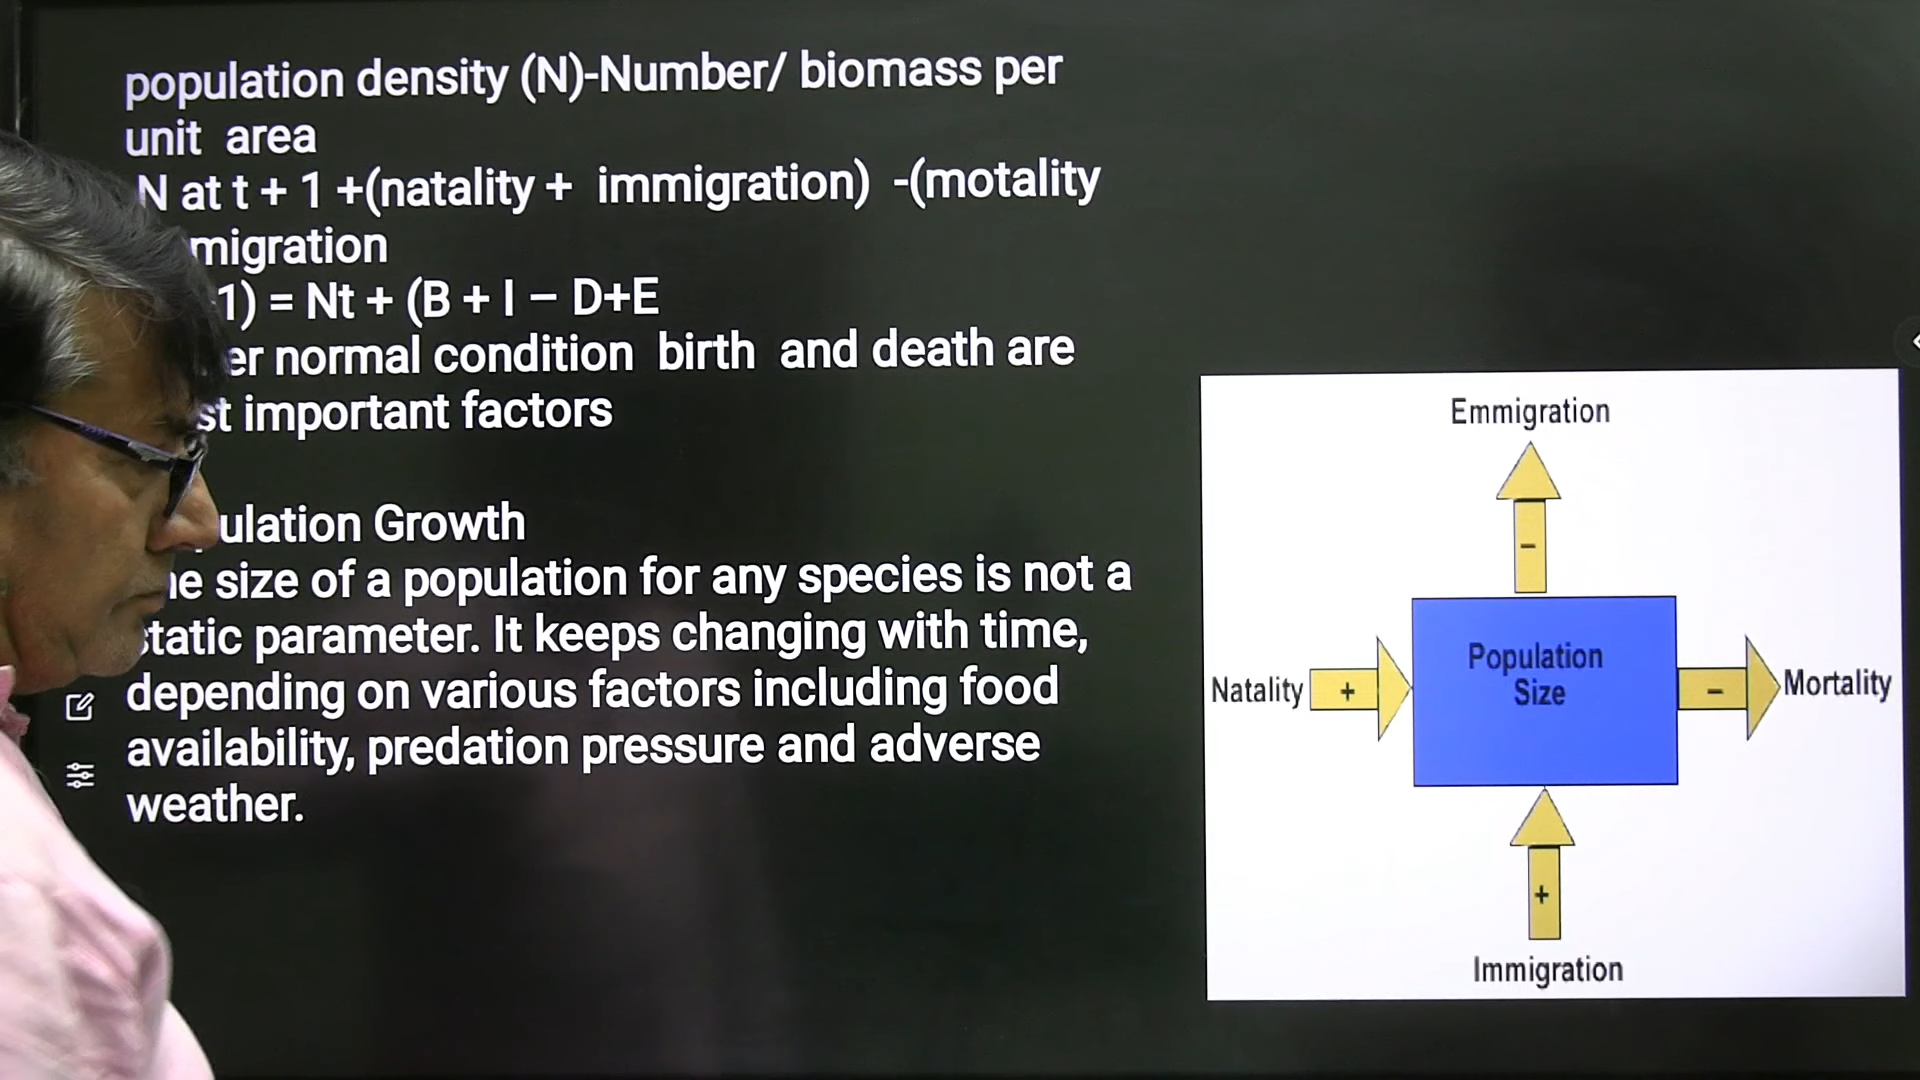 population density (N)-Number/ biomass per
unit area
N at t + 1 +(natality + immigration) -(motality
migration
1) = Nt + (B + I – D+E
er normal condition birth and death are
st important factors
ulation Growth
e size of a population for any species is not a
static parameter. It keeps changing with time,
depending on various factors including food
availability, predation pressure and adverse
weather.
Emmigration
–
Population
Size
Natality
+
–
Mortality
+
Immigration